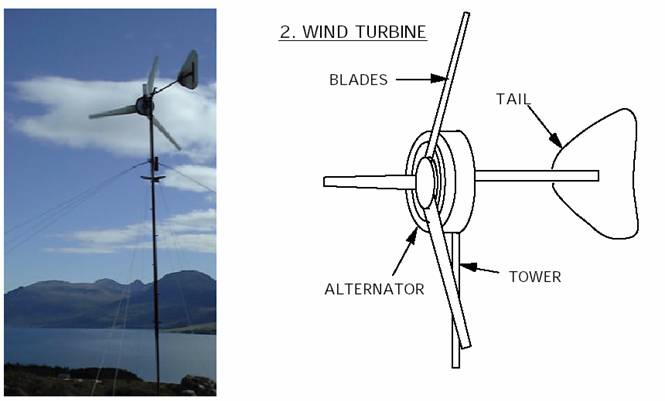 2. WIND TURBINE
BLADES
TAIL
ALTERNATOR
TOWER